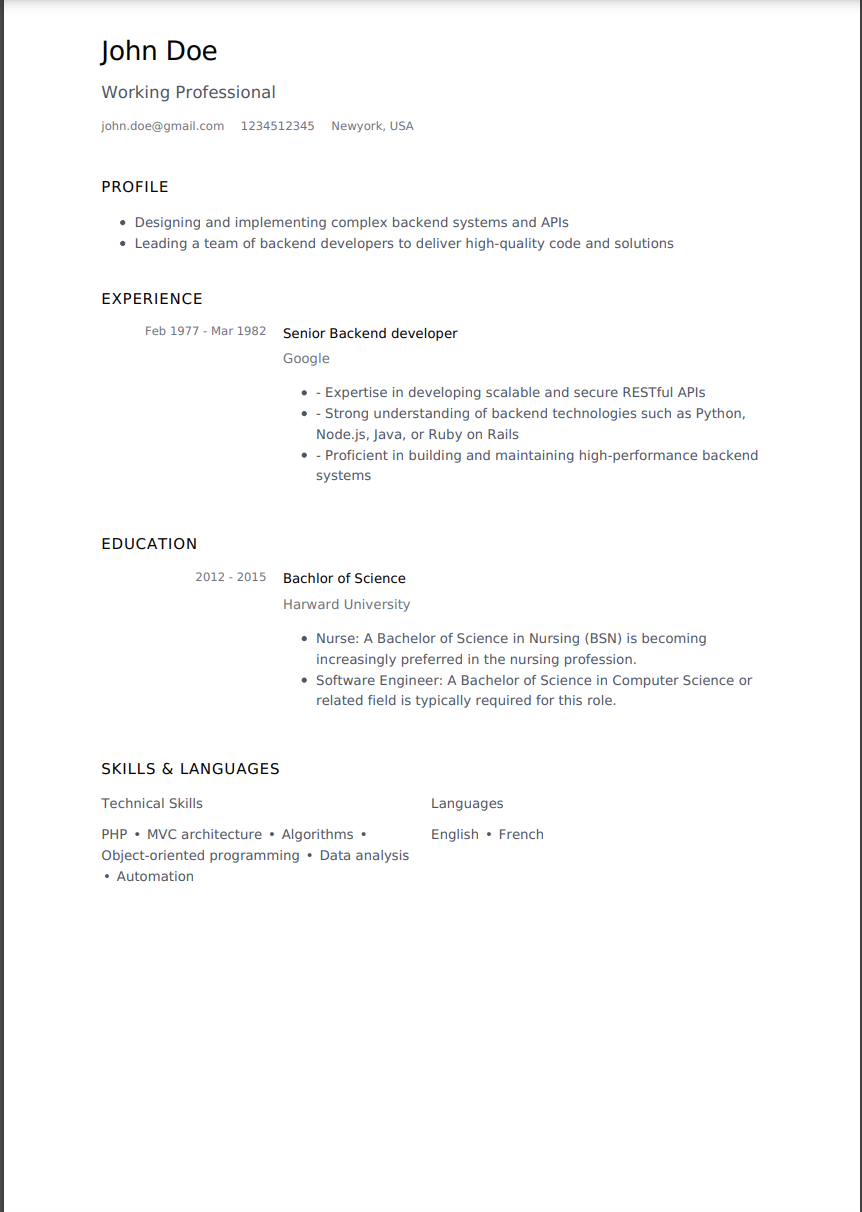 John Doe
Working Professional
john.doe@gmail.com 1234512345 Newyork, USA
PROFILE
• Designing and implementing complex backend systems and APIs
• Leading a team of backend developers to deliver high-quality code and solutions
EXPERIENCE
Feb 1977 - Mar 1982 Senior Backend developer
Google
• - Expertise in developing scalable and secure RESTful APIs
• - Strong understanding of backend technologies such as Python,
Node.js, Java, or Ruby on Rails
• - Proficient in building and maintaining high-performance backend
systems
EDUCATION
2012 - 2015 Bachlor of Science
Harward University
• Nurse: A Bachelor of Science in Nursing (BSN) is becoming
increasingly preferred in the nursing profession.
• Software Engineer: A Bachelor of Science in Computer Science or
related field is typically required for this role.
SKILLS & LANGUAGES
Technical Skills
PHP • MVC architecture • Algorithms •
Object-oriented programming • Data analysis
• Automation
Languages
English • French